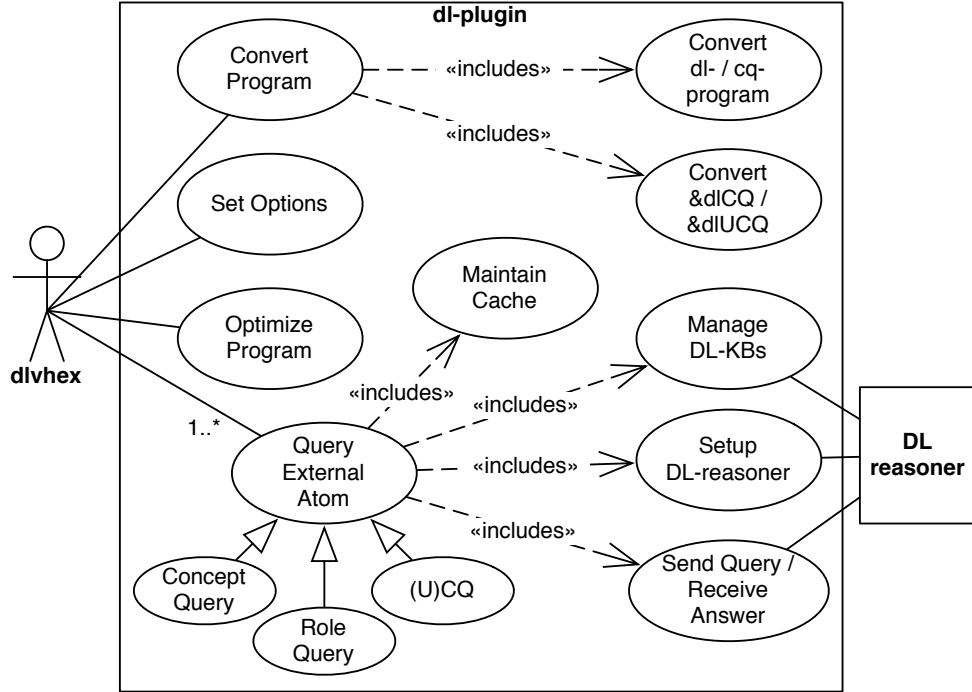 dl-plugin
Convert
Program
«includes»
Convert
dl- / cq-
program
«includes»
Convert
&dlCQ /
&dlUCQ
Set Options
Maintain
Cache
Optimize
Program
Manage
DL-KBs
dlvhex
«includes»
«includes»
1..*
Query
External
Atom
«includes»
Setup
DL-reasoner
DL
reasoner
«includes»
Concept
Query
(U)CQ
Role
Query
Send Query /
Receive
Answer